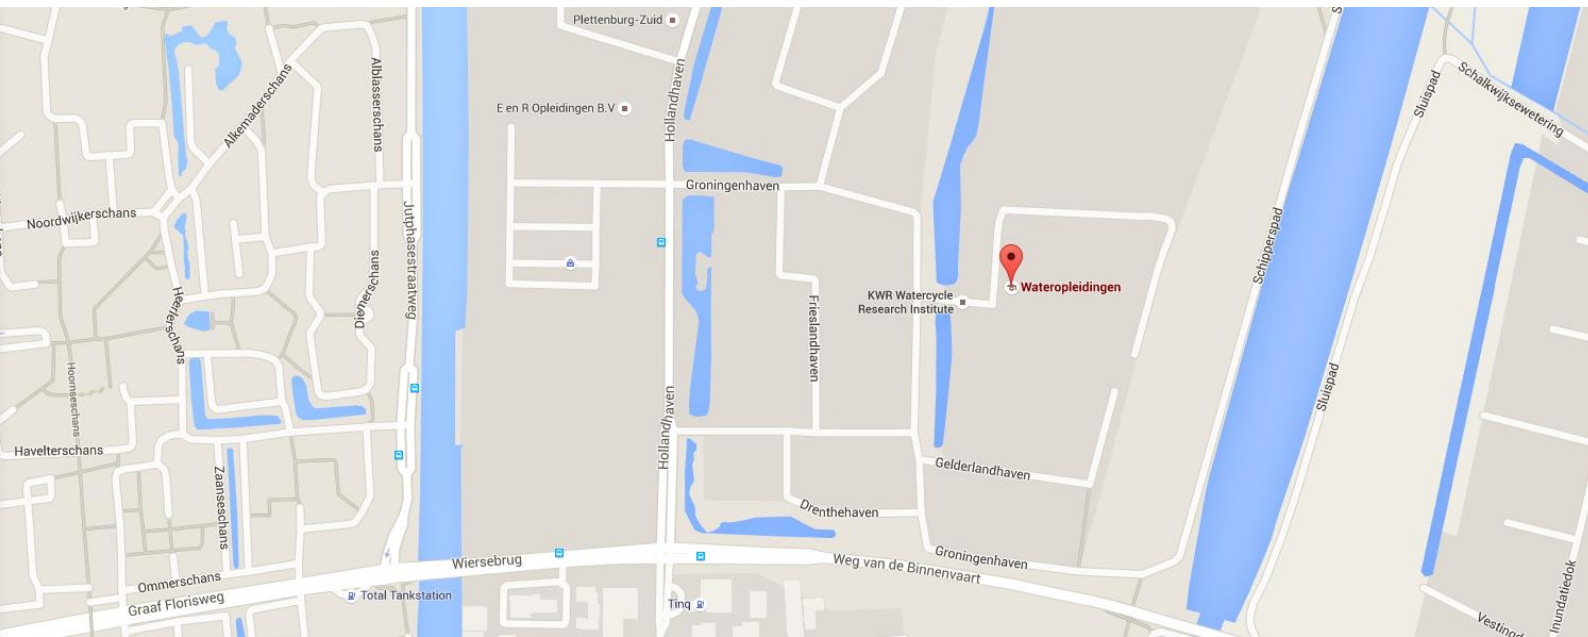 Plettenburg-Zuid
E en R Opleidingen B.V
Hollandhaven
Alblasserschans
Alkemaderschans
Sluispad
Schalkwijksewetering
Groningenhaven
Noordwijkerschans
Jutphasestraatweg
Diemerschans
Heerlerschans
Schipperspad
Wateropleidingen
KWR Watercycle
Research Institute
Frieslandhaven
Hoornseschans
Sluispad
Hollandhaven
Havelterschans
Zaanseschans
Gelderlandhaven
Drenthehaven
Groningenhaven
Wiersebrug
Weg van de Binnenvaart
Ommerschans
Graaf Florisweg
Total Tankstation
Tinq
Inundatiedok